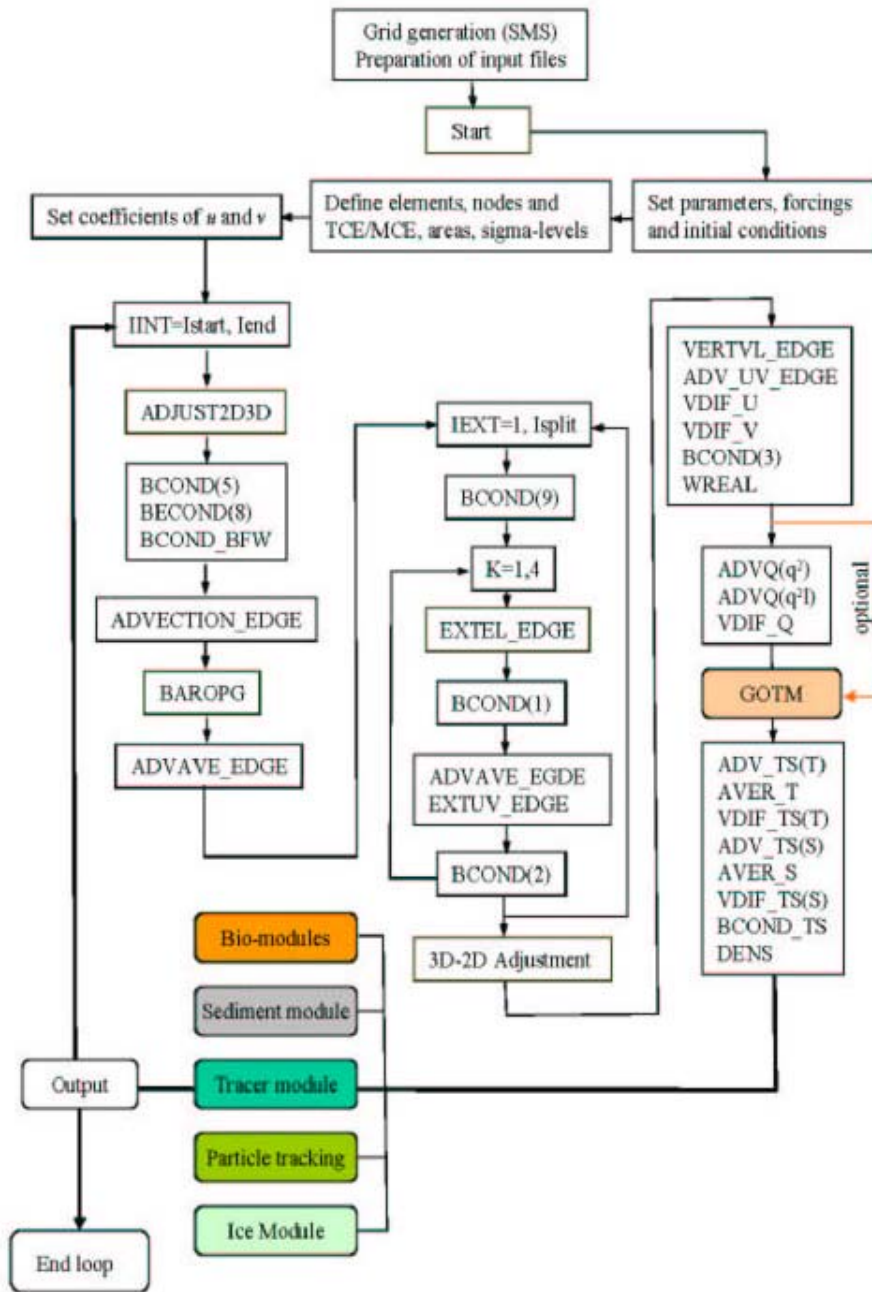 Grid generation (SMS)
Preparation of input files
Start
Set coefficients of u and v
Define elements, nodes and
TCE/MCE, areas, sigma-levels
Set parameters, forcings
and initial conditions
IINT=Istart, Iend
ADJUST2D3D
BCOND(5)
BECOND(8)
BCOND_BFW
ADVECTION_EDGE
BAROPG
ADVAVE_EDGE
IEXT=1, Isplit
BCOND(9)
K=1,4
EXTEL_EDGE
BCOND(1)
ADVAVE_EGDE
EXTUV_EDGE
BCOND(2)
3D-2D Adjustment
VERTVL_EDGE
ADV_UV_EDGE
VDIF_U
VDIF_V
BCOND(3)
WREAL
optional
ADVQ(q²)
ADVQ(q²l)
VDIF_Q
GOTM
ADV_TS(T)
AVER_T
VDIF_TS(T)
ADV_TS(S)
AVER_S
VDIF_TS(S)
BCOND_TS
DENS
Bio-modules
Sediment module
Tracer module
Particle tracking
Ice Module
Output
End loop